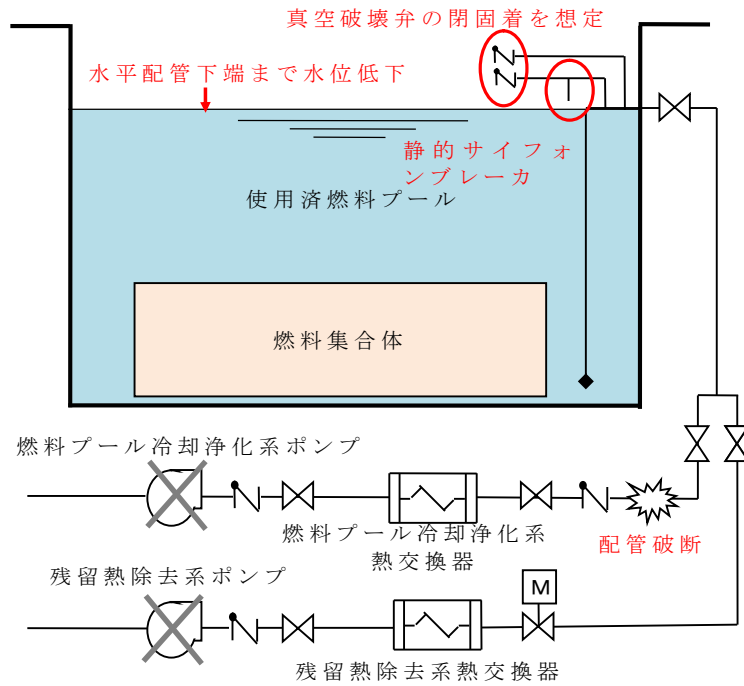 真空破壊弁の閉固着を想定
水平配管下端まで水位低下
静的サイフォ
ンブレーカ
使用済燃料プール
燃料集合体
燃料プール冷却浄化系ポンプ
燃料プール冷却浄化系
熱交換器
配管破断
残留熱除去系ポンプ
M
残留熱除去系熱交換器